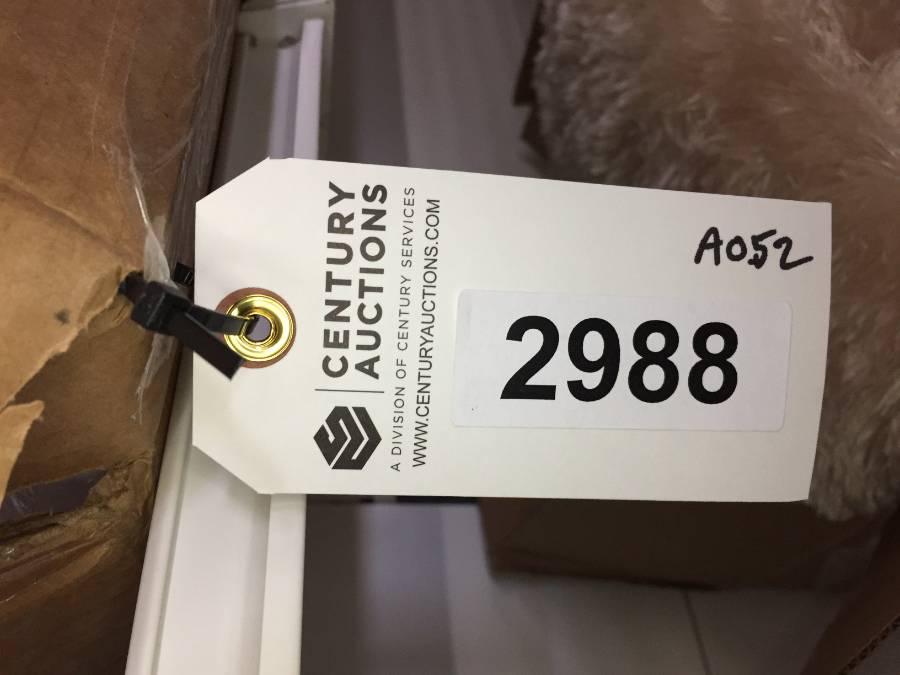 CENTURY
AUCTIONS
A DIVISION OF CENTURY SERVICES
WWW.CENTURYAUCTIONS.COM
A052
2988